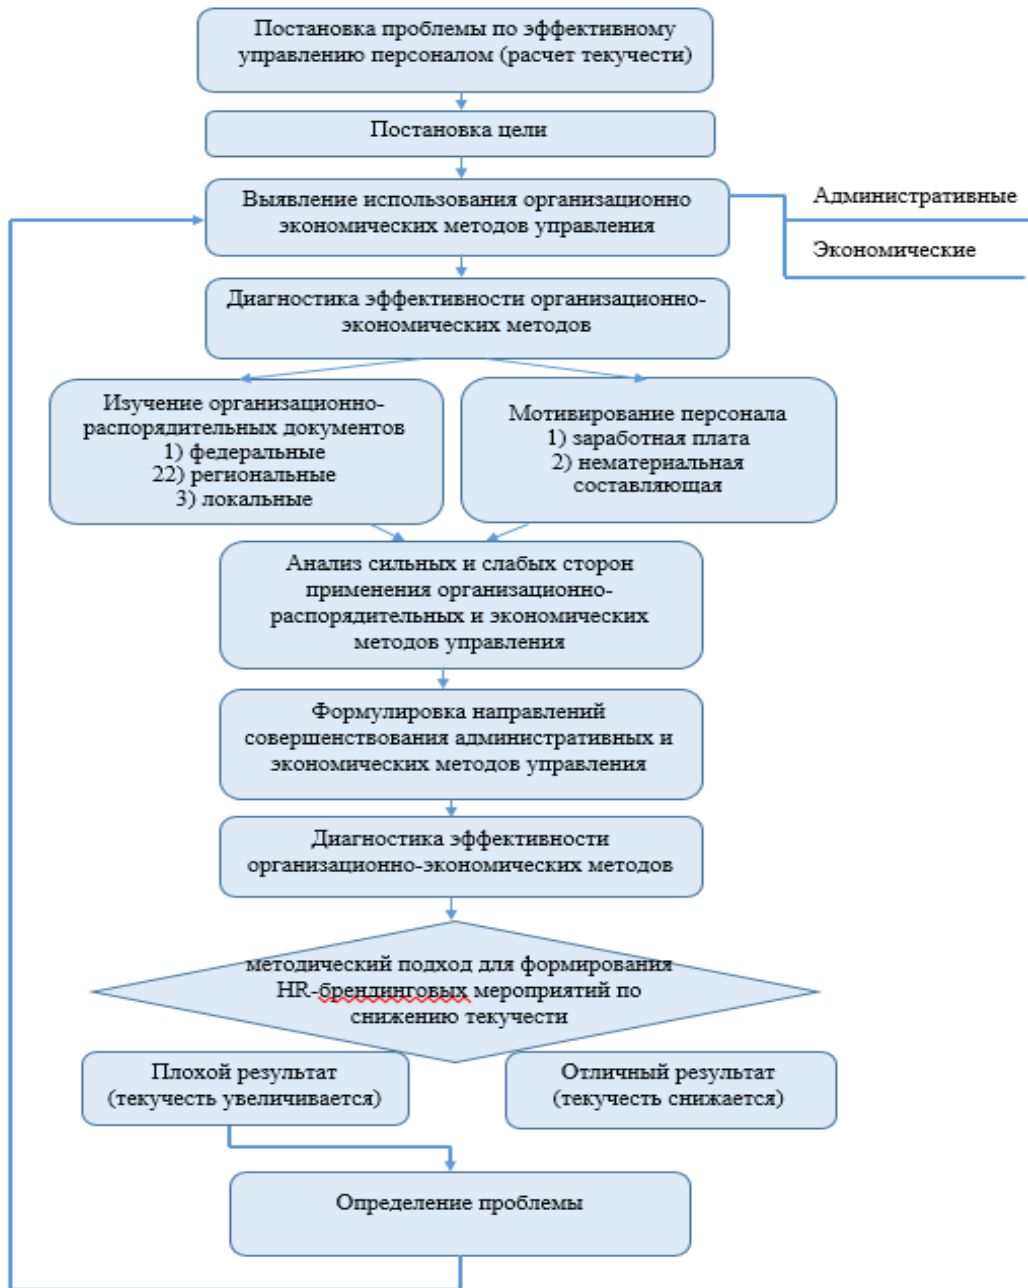 Постановка проблемы по эффективному
управлению персоналом (расчет текучести)
Постановка цели
Выявление использования организационно
экономических методов управления
Административные
Экономические
Диагностика эффективности организационно-
экономических методов
Изучение организационно-
распорядительных документов
1) федеральные
22) региональные
3) локальные
Мотивирование персонала
1) заработная плата
2) нематериальная
составляющая
Анализ сильных и слабых сторон
применения организационно-
распорядительных и экономических
методов управления
Формулировка направлений
совершенствования административных и
экономических методов управления
Диагностика эффективности
организационно-экономических методов
методический подход для формирования
HR-брендинговых мероприятий по
снижению текучести
Плохой результат
(текучесть увеличивается)
Отличный результат
(текучесть снижается)
Определение проблемы